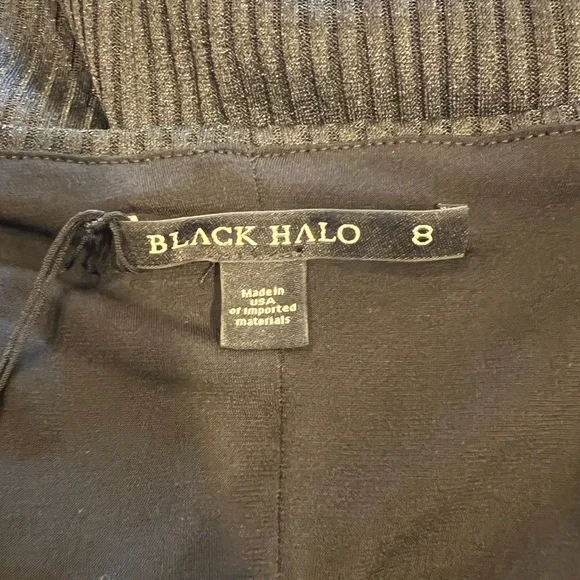 BLACK HALO 8
Made in
USA
of imported
materials